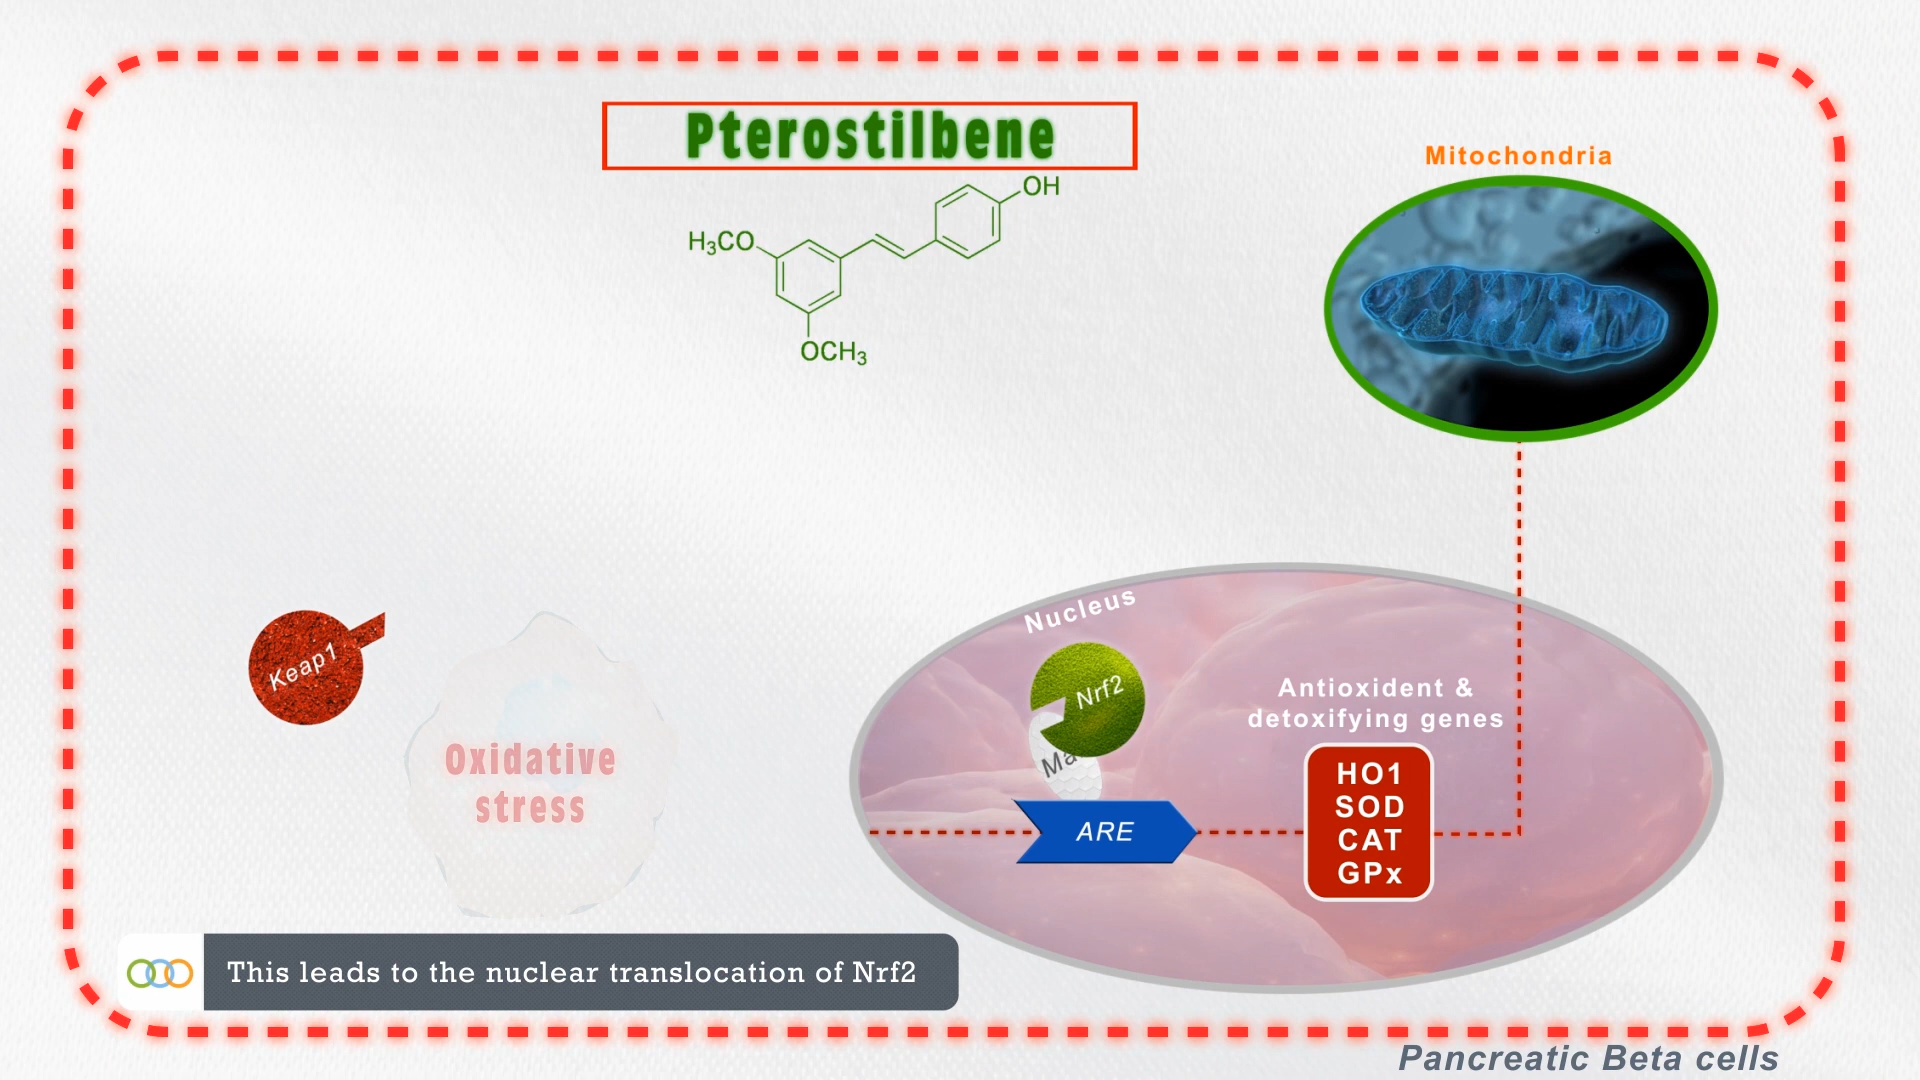 Pterostilbene
OH
H₃CO
OCH₃
Mitochondria
Keap1
Oxidative
stress
Nucleus
Nrf2
Antioxident &
detoxifying genes
HO1
SOD
CAT
GPx
ARE
This leads to the nuclear translocation of Nrf2
Pancreatic Beta cells